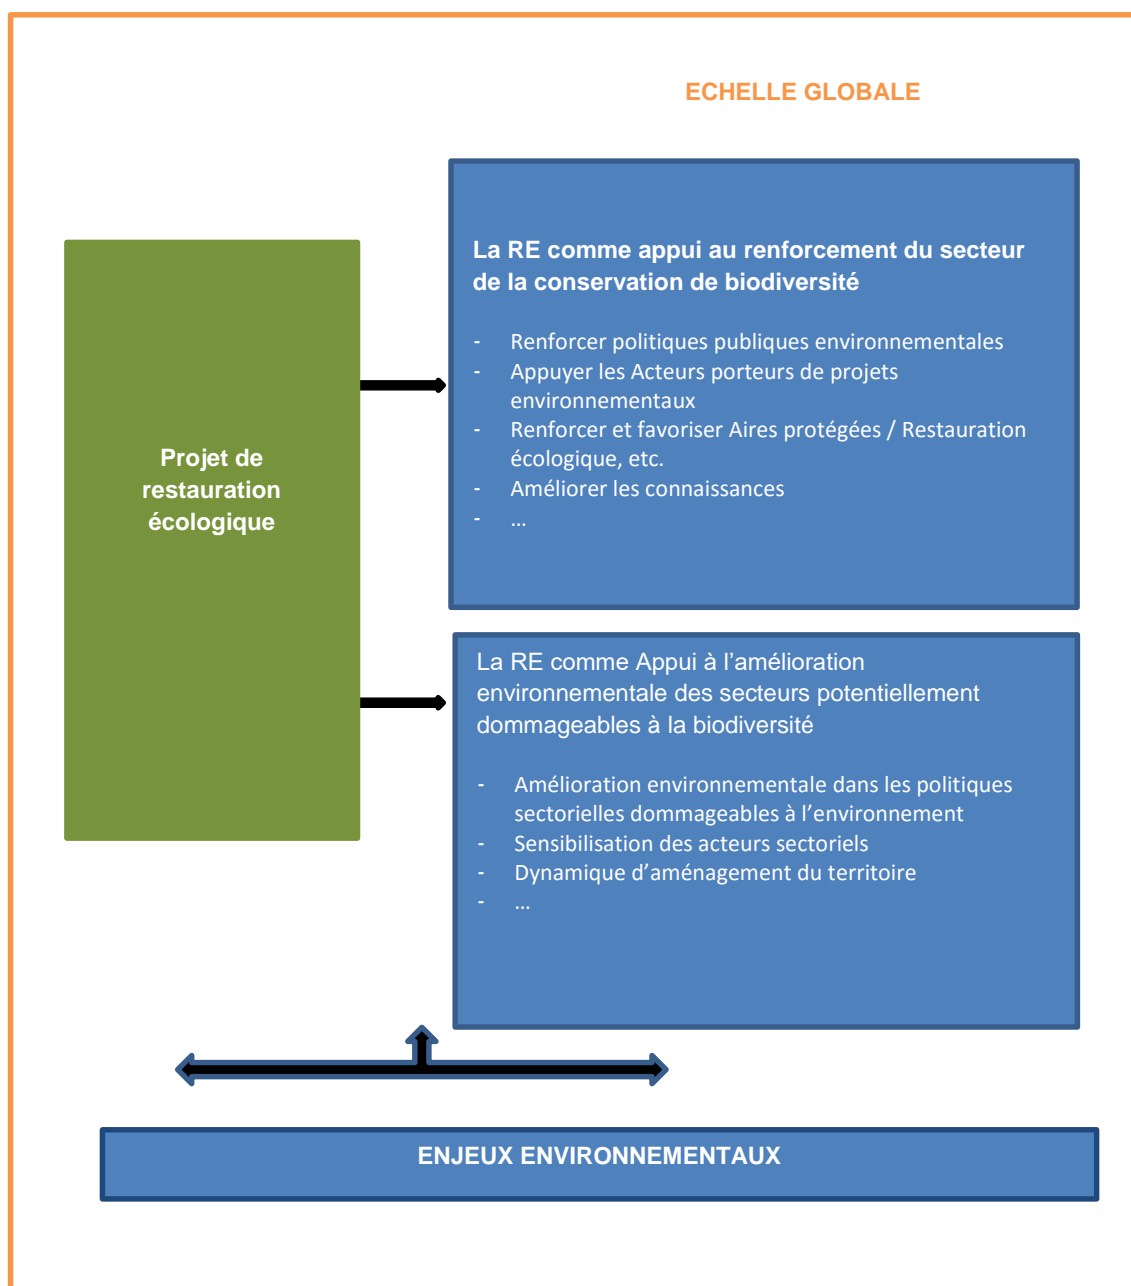 ECHELLE GLOBALE
Projet de
restauration
écologique
La RE comme appui au renforcement du secteur
de la conservation de biodiversité
- Renforcer politiques publiques environnementales
- Appuyer les Acteurs porteurs de projets
environnementaux
- Renforcer et favoriser Aires protégées / Restauration
écologique, etc.
- Améliorer les connaissances
- ...
La RE comme Appui à l’amélioration
environnementale des secteurs potentiellement
dommageables à la biodiversité
- Amélioration environnementale dans les politiques
sectorielles dommageables à l’environnement
- Sensibilisation des acteurs sectoriels
- Dynamique d’aménagement du territoire
- ...
ENJEUX ENVIRONNEMENTAUX